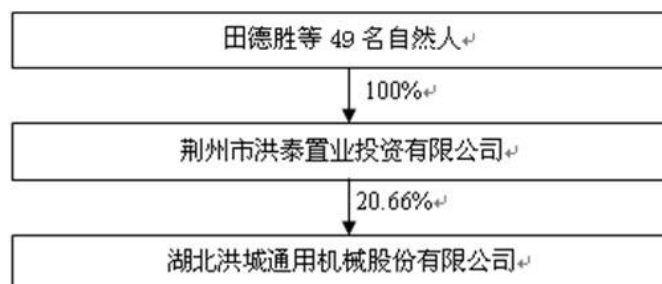 田德胜等 49 名自然人↵
100%↵
荆州市洪泰置业投资有限公司↵
20.66%↵
湖北洪城通用机械股份有限公司↵